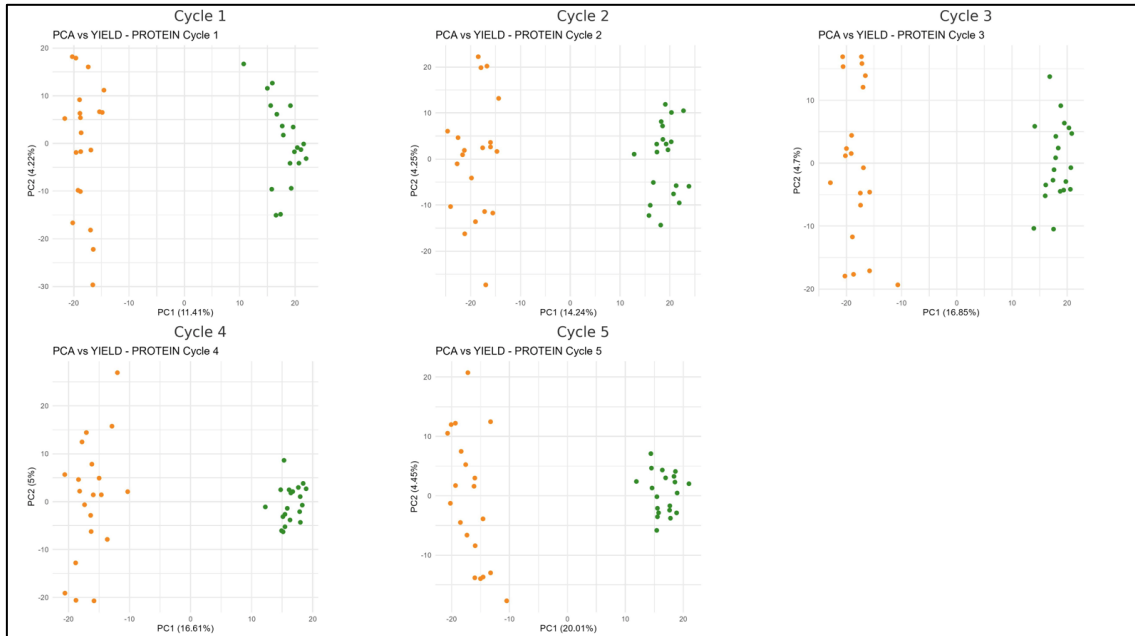 Cycle 1
PCA vs YIELD - PROTEIN Cycle 1
20
10
0
-10
-20
-30
PC2 (4.22%)
-20
-10
0
10
20
PC1 (11.41%)
Cycle 2
PCA vs YIELD - PROTEIN Cycle 2
20
10
0
-10
-20
PC2 (4.25%)
-20
-10
0
10
20
PC1 (14.24%)
Cycle 3
PCA vs YIELD - PROTEIN Cycle 3
10
0
-10
-20
PC2 (4.7%)
-20
-10
0
10
20
PC1 (16.85%)
Cycle 4
PCA vs YIELD - PROTEIN Cycle 4
20
10
0
-10
-20
PC2 (5%)
-20
-10
0
10
20
PC1 (16.61%)
Cycle 5
PCA vs YIELD - PROTEIN Cycle 5
20
10
0
-10
PC2 (4.45%)
-20
-10
0
10
20
PC1 (20.01%)